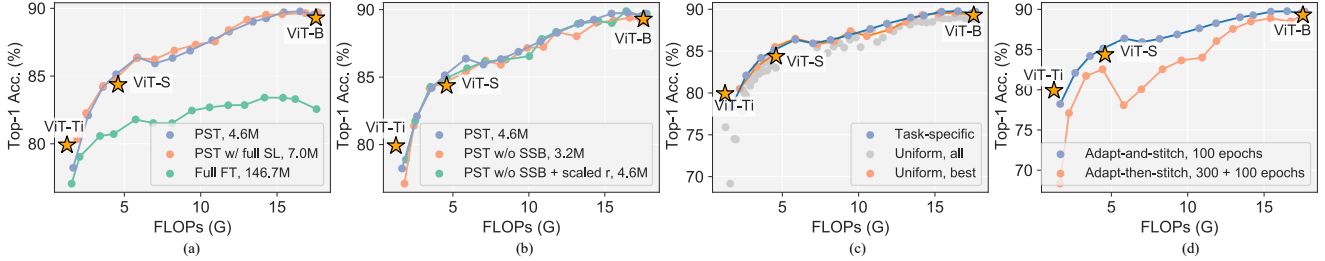 90
85
80
Top-1 Acc. (%)
ViT-Ti
ViT-S
ViT-B
PST, 4.6M
PST w/ full SL, 7.0M
Full FT, 146.7M
5
10
15
FLOPs (G)
(a)
90
85
80
Top-1 Acc. (%)
ViT-Ti
ViT-S
ViT-B
PST, 4.6M
PST w/o SSB, 3.2M
PST w/o SSB + scaled r, 4.6M
5
10
15
FLOPs (G)
(b)
90
85
80
75
70
Top-1 Acc. (%)
ViT-Ti
ViT-S
ViT-B
Task-specific
Uniform, all
Uniform, best
5
10
15
FLOPs (G)
(c)
90
85
80
75
70
Top-1 Acc. (%)
ViT-Ti
ViT-S
ViT-B
Adapt-and-stitch, 100 epochs
Adapt-then-stitch, 300 + 100 epochs
5
10
15
FLOPs (G)
(d)